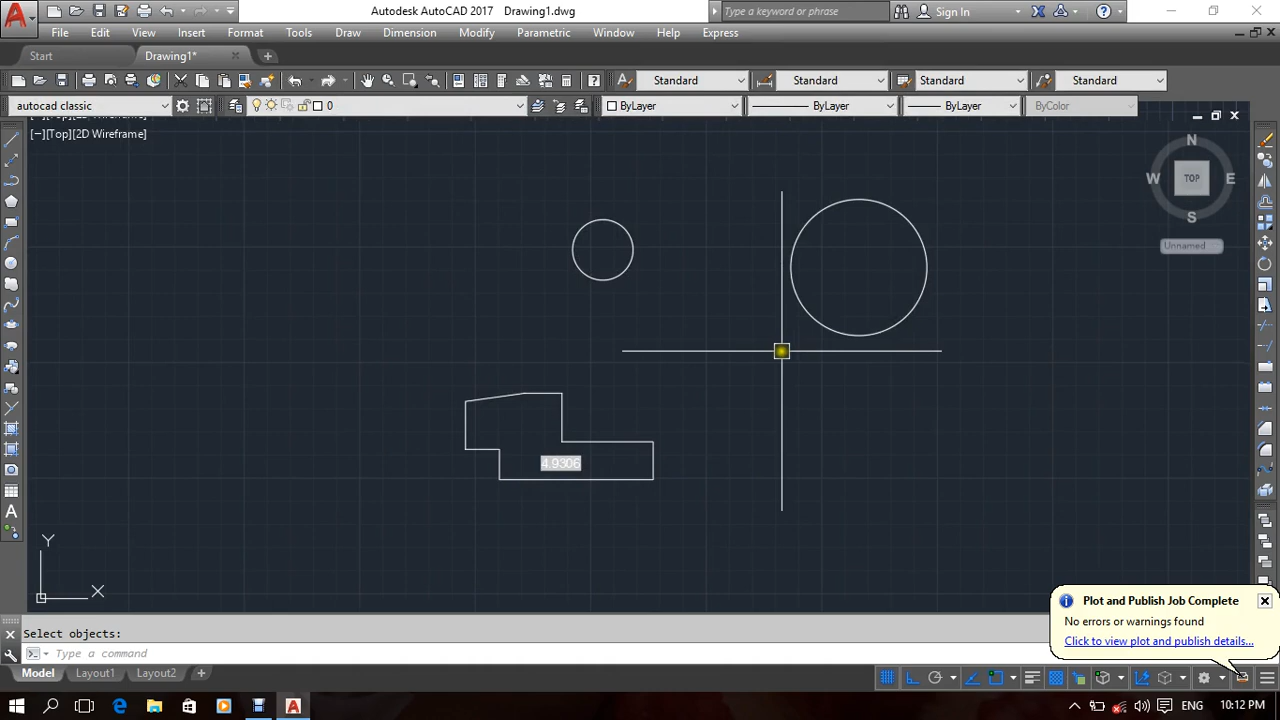 Autodesk AutoCAD 2017 Drawing1.dwg
Type a keyword or phrase
Sign In
File Edit View Insert Format Tools Draw Dimension Modify Parametric Window Help Express
Start
Drawing1*
Standard Standard Standard Standard
autocad classic
0
ByLayer ByLayer ByLayer ByColor
[−][Top][2D Wireframe]
N
W TOP E
S
Unnamed
4.9306
Y
X
Plot and Publish Job Complete
No errors or warnings found
Click to view plot and publish details...
Select objects:
Type a command
Model Layout1 Layout2
ENG 10:12 PM